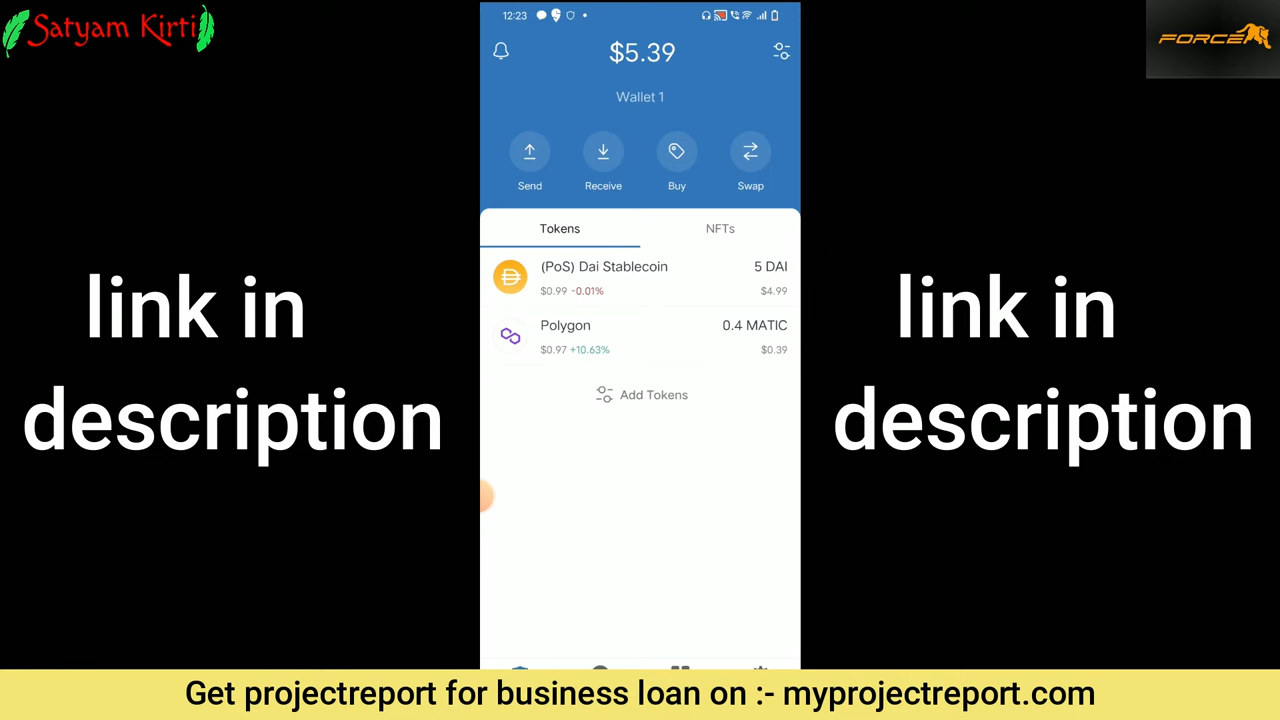 Satyam Kirti
FORCE
12:23
$5.39
Wallet 1
Send
Receive
Buy
Swap
Tokens
NFTs
(PoS) Dai Stablecoin
5 DAI
$0.99 -0.01%
$4.99
Polygon
0.4 MATIC
$0.97 +10.63%
$0.39
Add Tokens
link in
description
link in
description
Get projectreport for business loan on :- myprojectreport.com